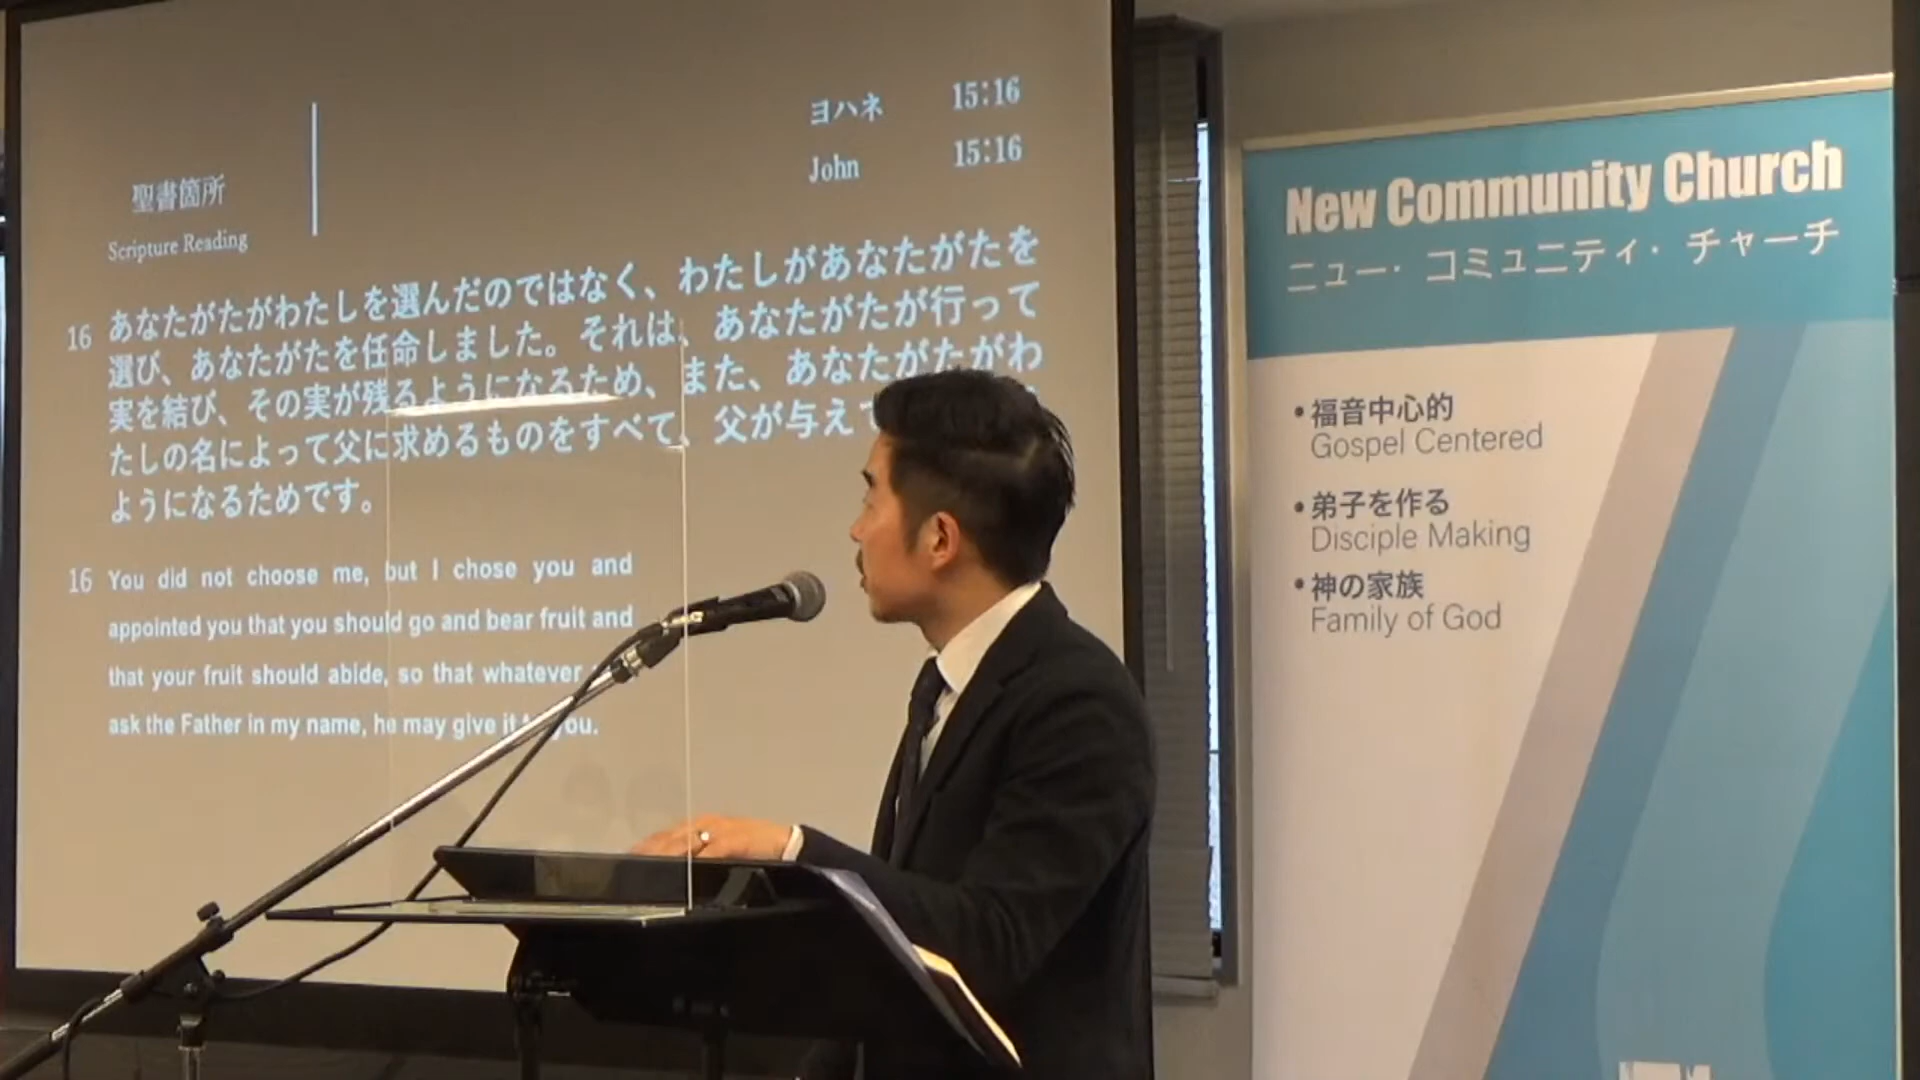 聖書箇所
Scripture Reading
ヨハネ 15:16
John 15:16
16 あなたがたがわたしを選んだのではなく、わたしがあなたがたを
選び、あなたがたを任命しました。それは、あなたがたが行って
実を結び、その実が残るようになるため、また、あなたがたがわ
たしの名によって父に求めるものをすべて、父が与えて
ようになるためです。
16 You did not choose me, but I chose you and
appointed you that you should go and bear fruit and
that your fruit should abide, so that whatever
ask the Father in my name, he may give it to you.
New Community Church
ニュー・コミュニティ・チャーチ
• 福音中心的
Gospel Centered
• 弟子を作る
Disciple Making
• 神の家族
Family of God